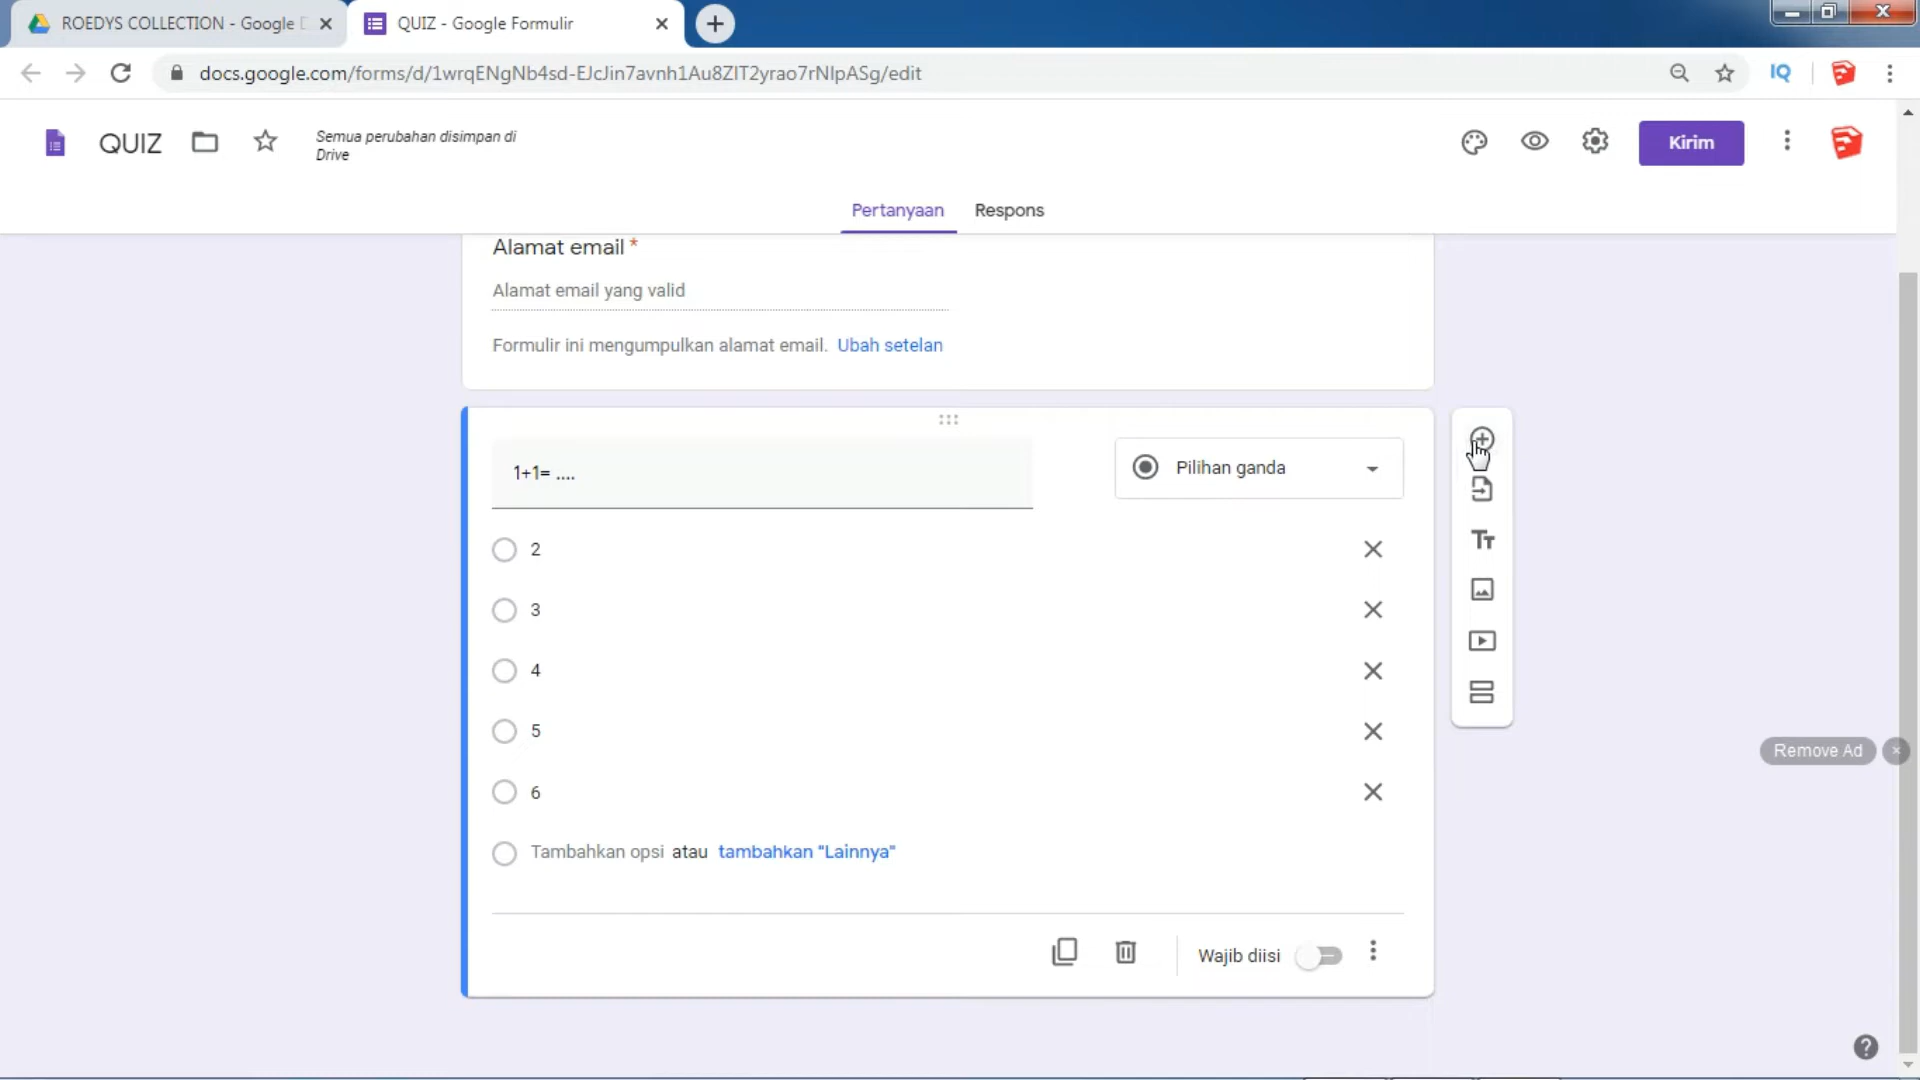 ROEDYS COLLECTION - Google D
QUIZ - Google Formulir
docs.google.com/forms/d/1wrqENgNb4sd-EJcJin7avnh1Au8ZIT2yrao7rNlpASg/edit
IQ
QUIZ
Semua perubahan disimpan di
Drive
Kirim
Pertanyaan
Respons
Alamat email *
Alamat email yang valid
Formulir ini mengumpulkan alamat email. Ubah setelan
1+1= ....
Pilihan ganda
2
3
4
5
6
Tambahkan opsi atau tambahkan "Lainnya"
Wajib diisi
Remove Ad